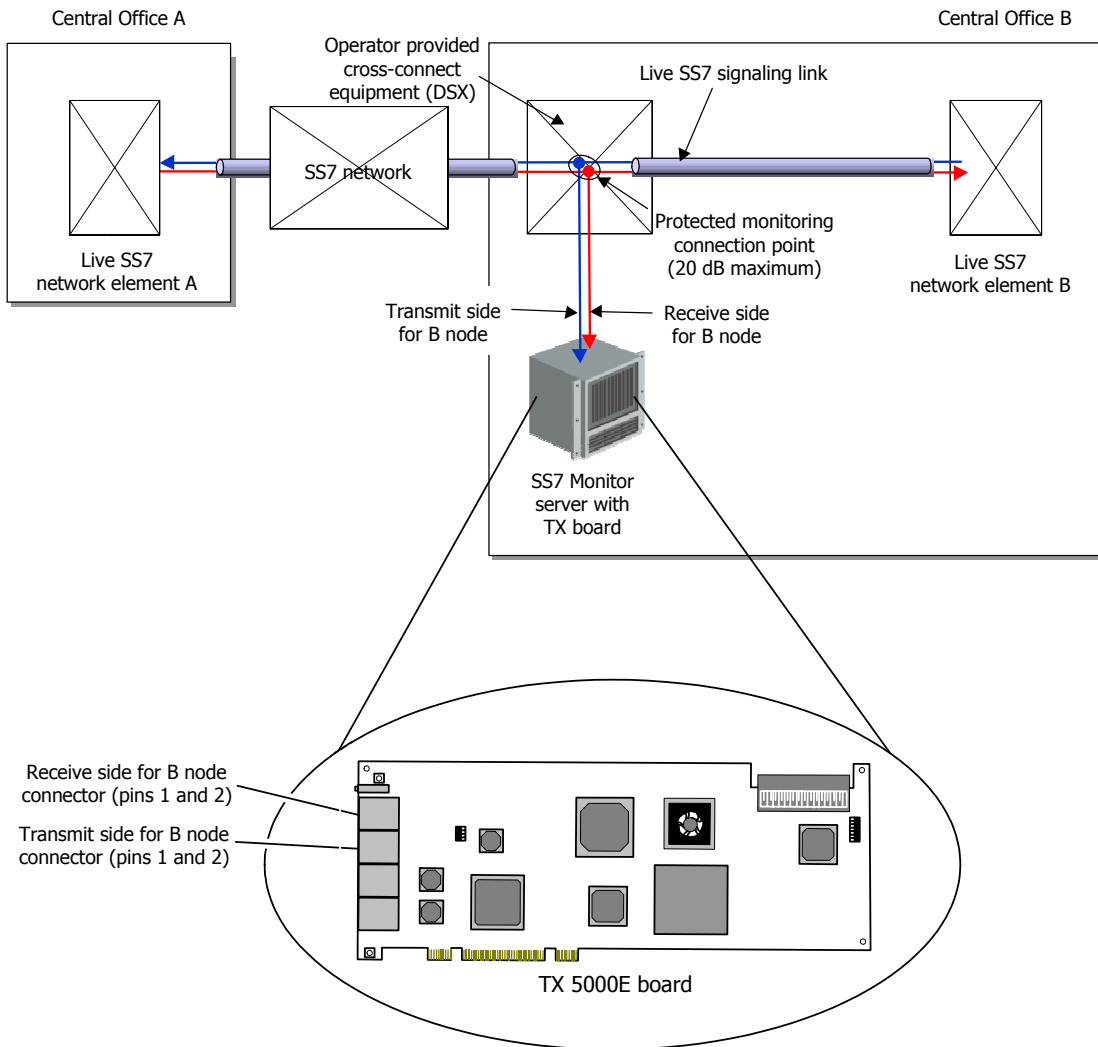 Central Office A
Central Office B
Operator provided
cross-connect
equipment (DSX)
Live SS7 signaling link
SS7 network
Live SS7
network element A
Protected monitoring
connection point
(20 dB maximum)
Live SS7
network element B
Transmit side
for B node
Receive side
for B node
SS7 Monitor
server with
TX board
Receive side for B node
connector (pins 1 and 2)
Transmit side for B node
connector (pins 1 and 2)
TX 5000E board